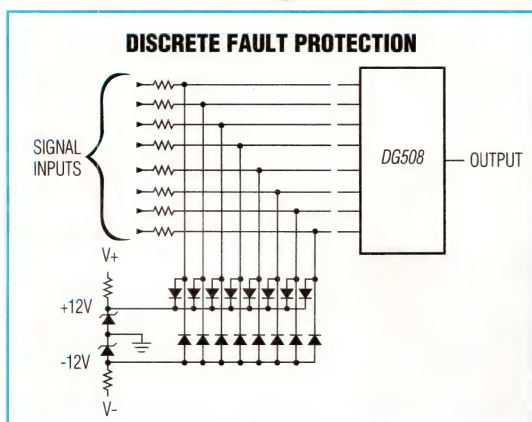 DISCRETE FAULT PROTECTION
SIGNAL
INPUTS
DG508
OUTPUT
V+
+12V
-12V
V-